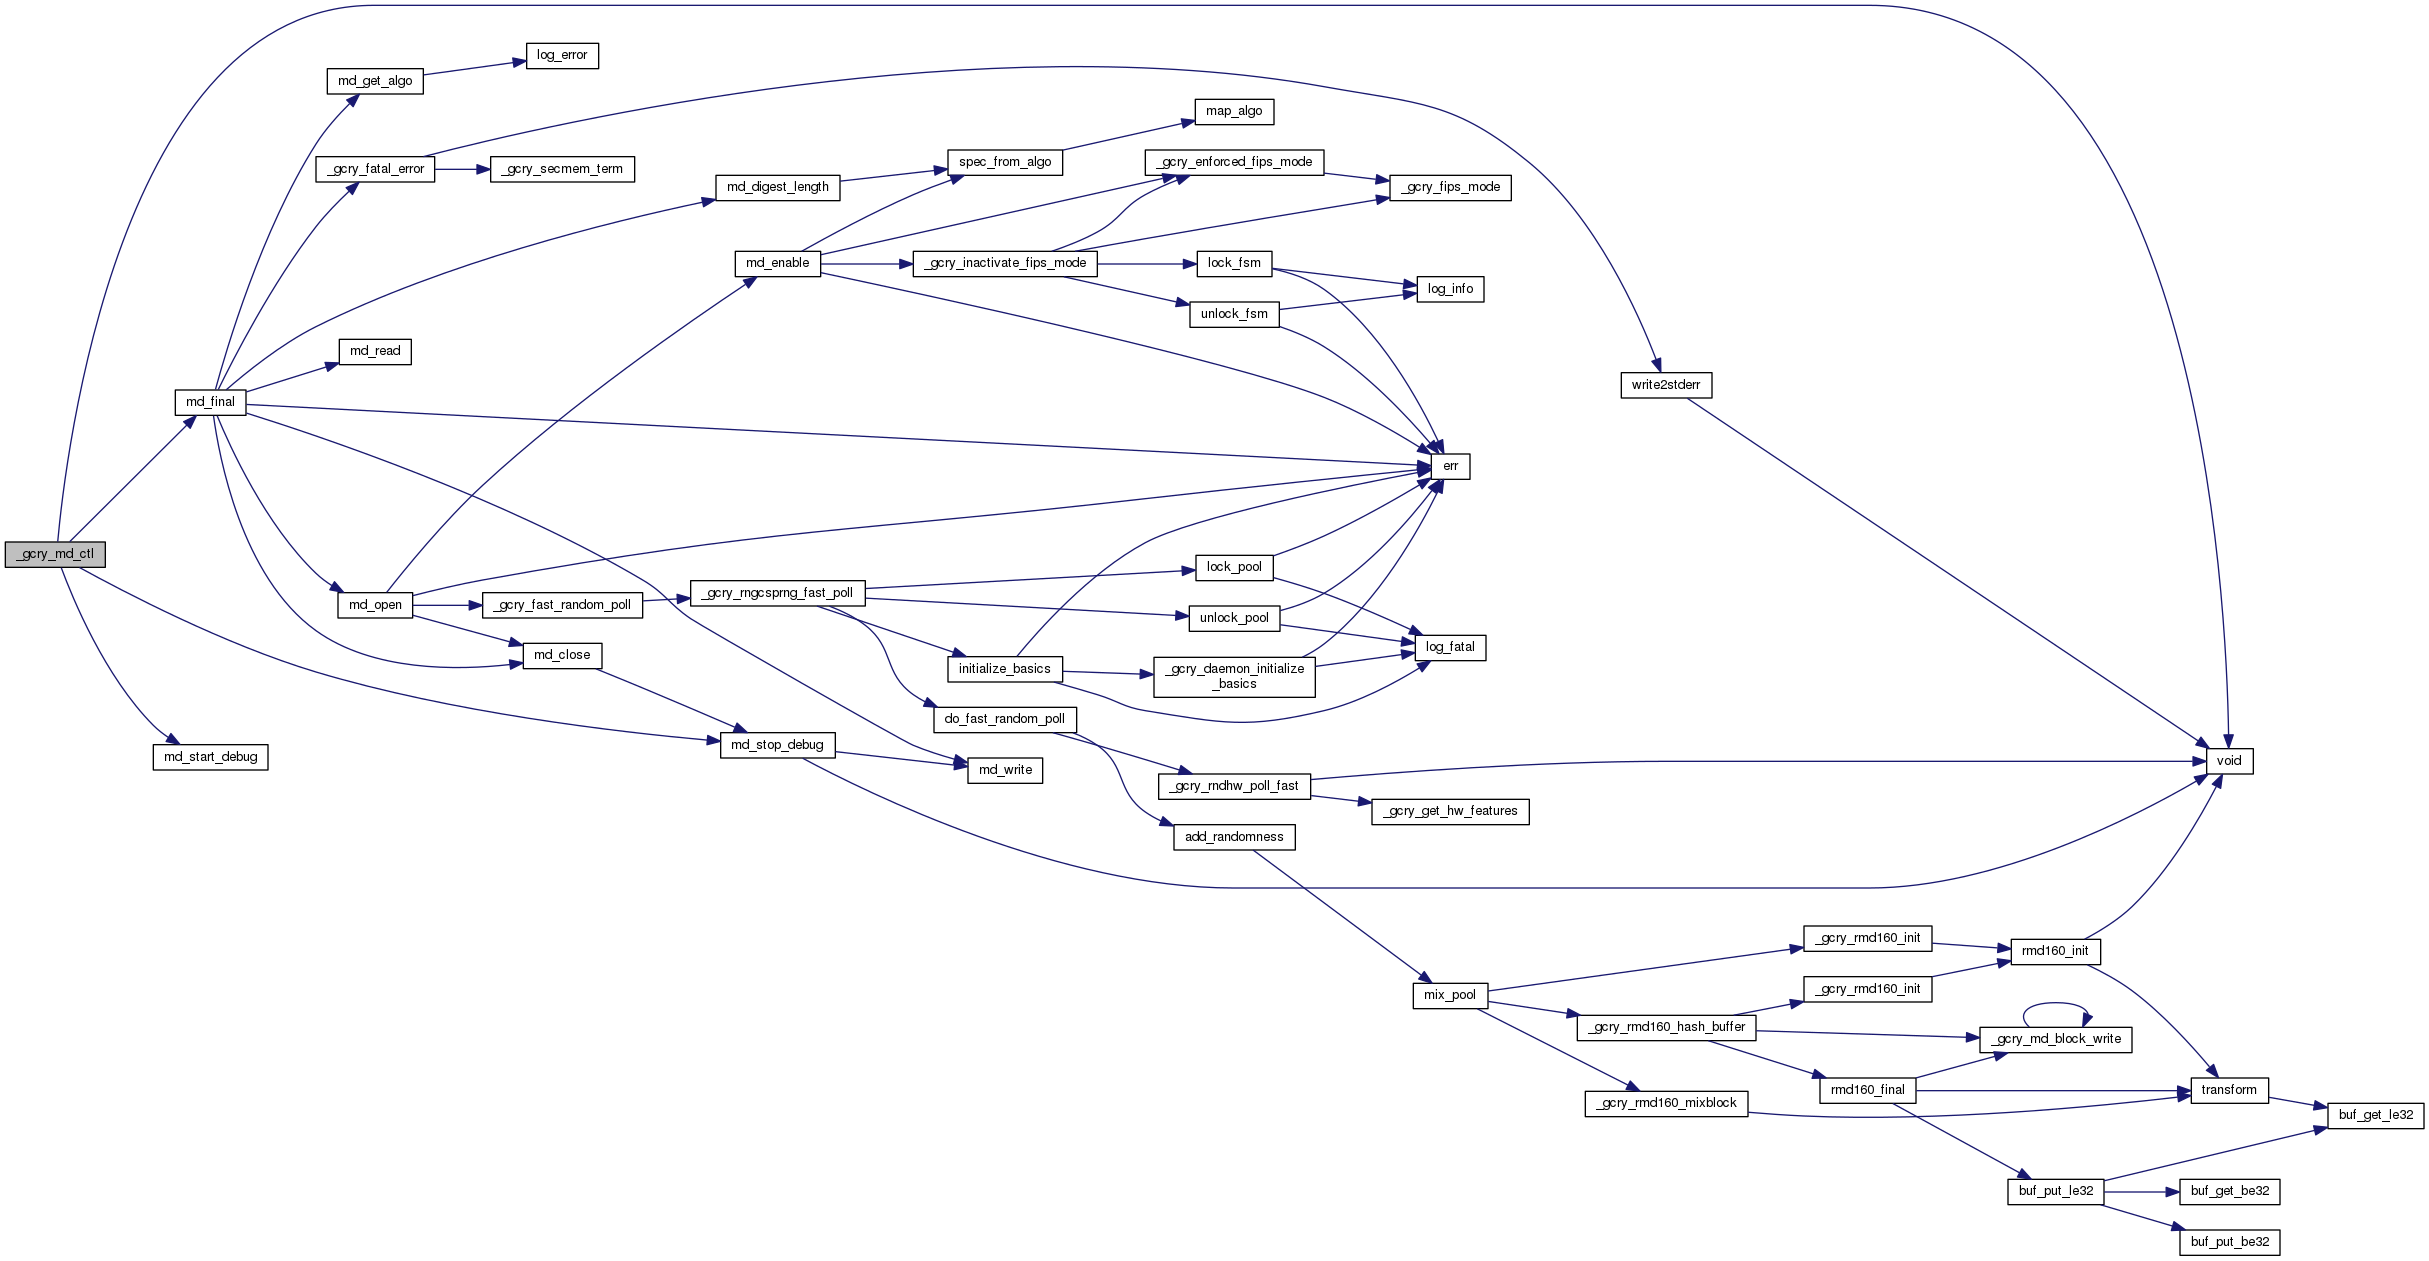 log_error
md_get_algo
map_algo
spec_from_algo
_gcry_enforced_fips_mode
_gcry_fatal_error
_gcry_secmem_term
md_digest_length
_gcry_fips_mode
md_enable
_gcry_inactivate_fips_mode
lock_fsm
log_info
unlock_fsm
md_read
write2stderr
md_final
err
_gcry_md_ctl
lock_pool
_gcry_rngcsprng_fast_poll
md_open
_gcry_fast_random_poll
unlock_pool
log_fatal
md_close
initialize_basics
_gcry_daemon_initialize
_basics
do_fast_random_poll
md_stop_debug
md_start_debug
void
md_write
_gcry_rndhw_poll_fast
_gcry_get_hw_features
add_randomness
_gcry_rmd160_init
rmd160_init
_gcry_rmd160_init
mix_pool
_gcry_rmd160_hash_buffer
_gcry_md_block_write
rmd160_final
transform
_gcry_rmd160_mixblock
buf_get_le32
buf_put_le32
buf_get_be32
buf_put_be32